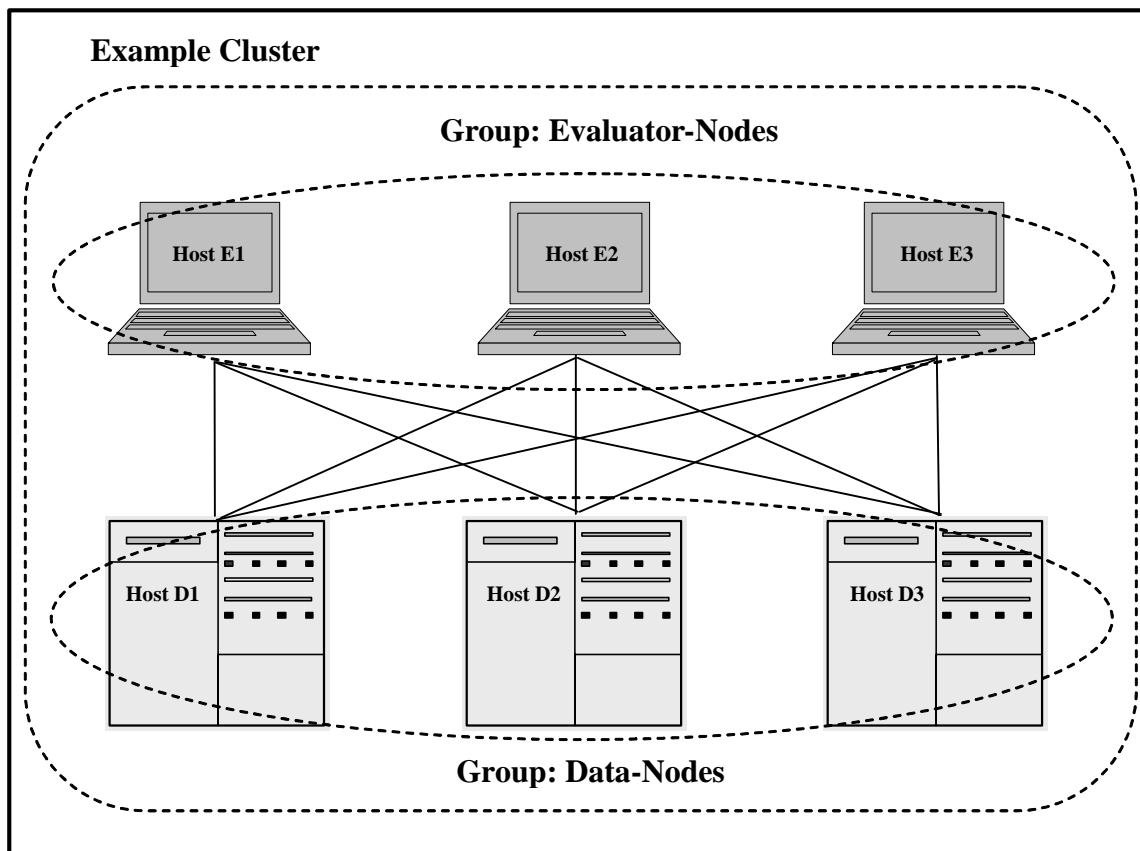 Example Cluster
Group: Evaluator-Nodes
Host E1
Host E2
Host E3
Host D1
Host D2
Host D3
Group: Data-Nodes